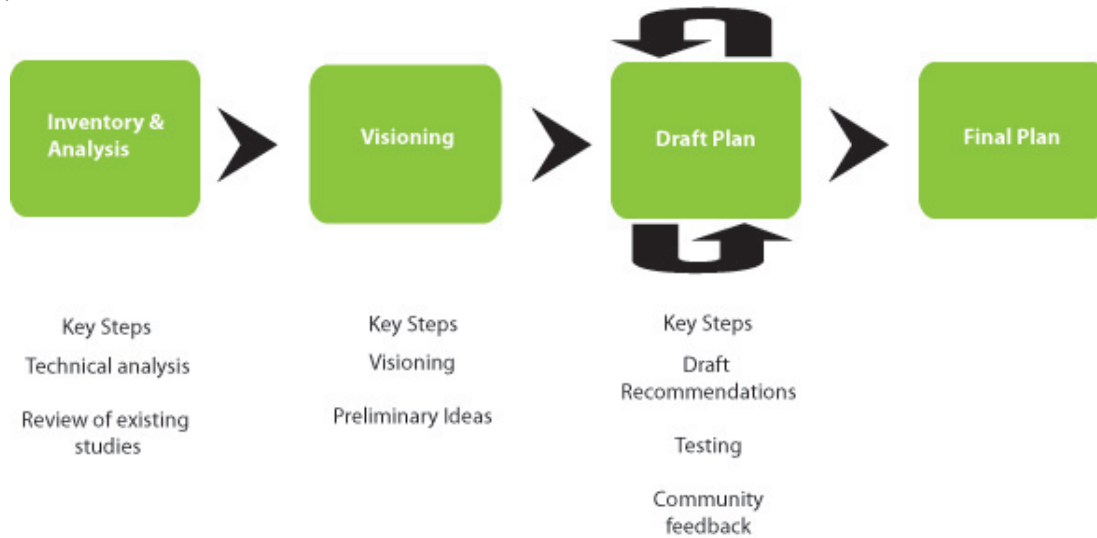 Inventory &
Analysis
Visioning
Draft Plan
Final Plan
Key Steps
Technical analysis
Review of existing
studies
Key Steps
Visioning
Preliminary Ideas
Key Steps
Draft
Recommendations
Testing
Community
feedback